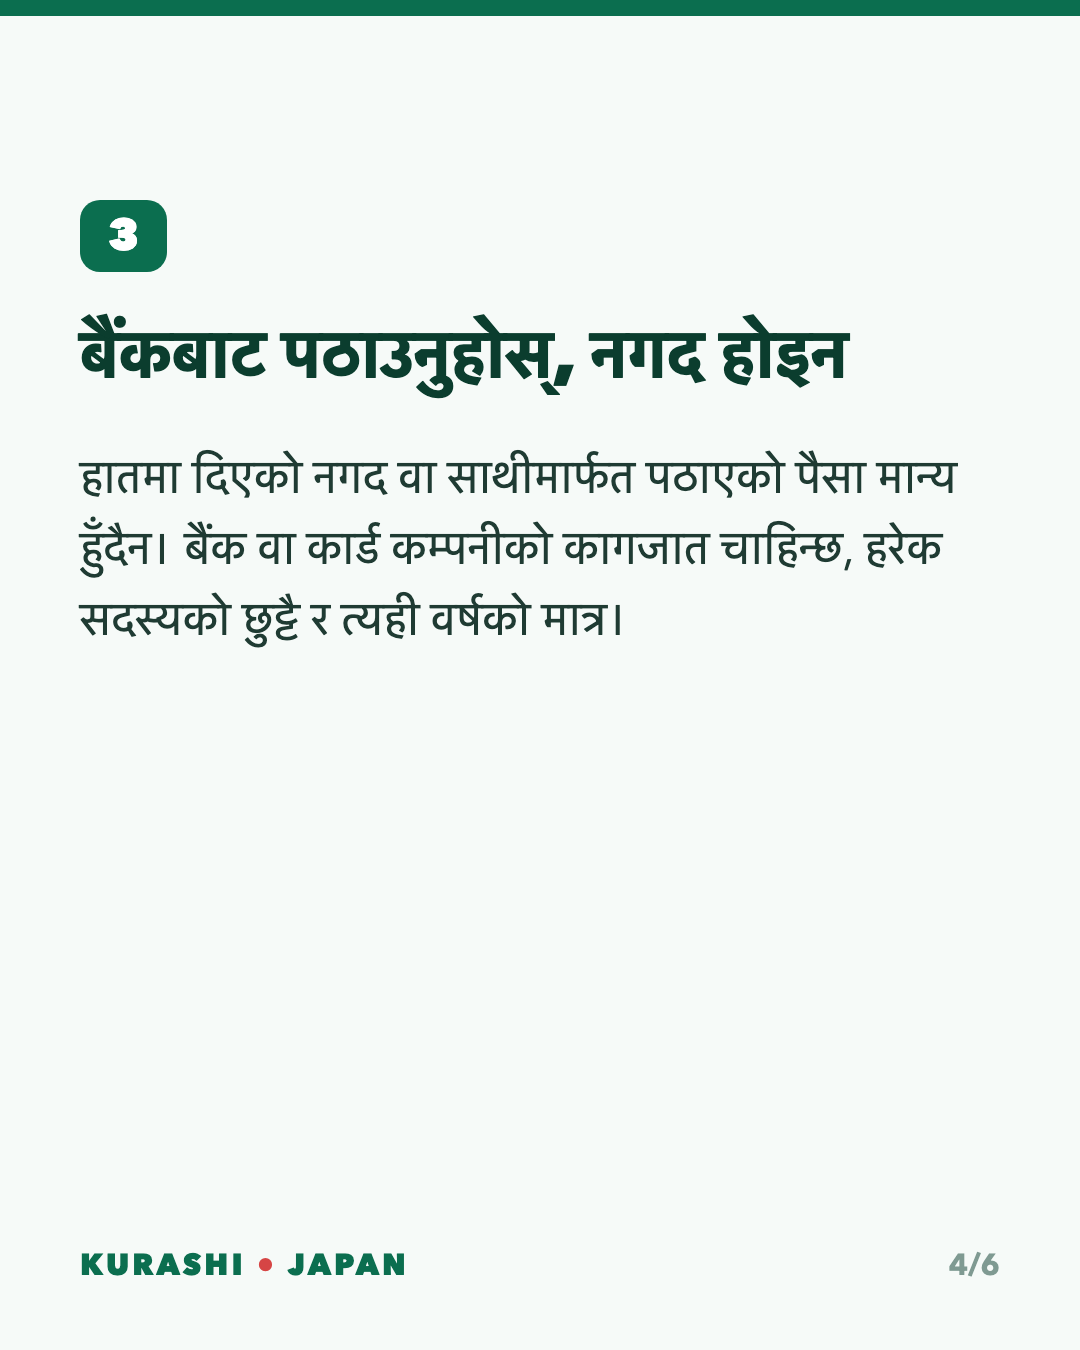 3
बैंकबाट पठाउनुहोस्, नगद होइन
हातमा दिएको नगद वा साथीमार्फत पठाएको पैसा मान्य
हुँदैन। बैंक वा कार्ड कम्पनीको कागजात चाहिन्छ, हरेक
सदस्यको छुट्टै र त्यही वर्षको मात्र।
KURASHI • JAPAN
4/6